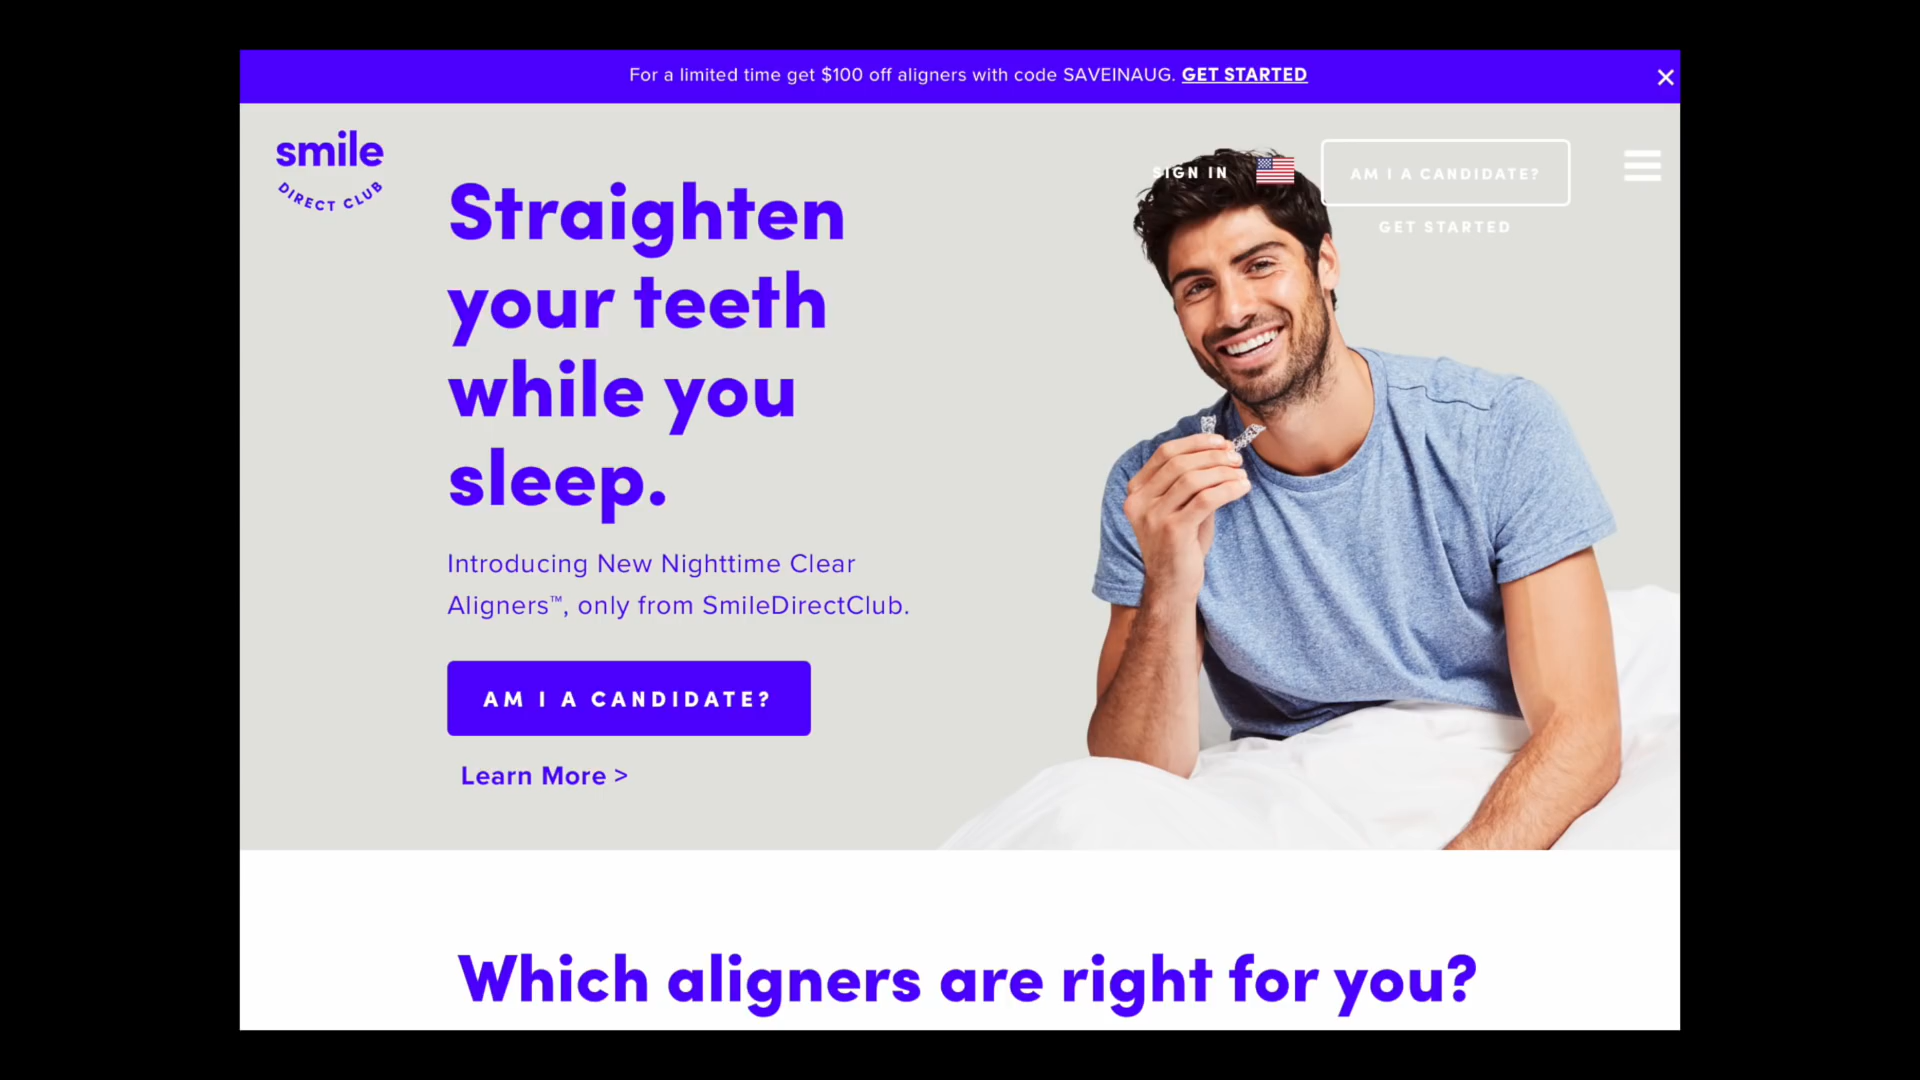 For a limited time get $100 off aligners with code SAVEINAUG. GET STARTED
smile
DIRECT CLUB
SIGN IN
AM I A CANDIDATE?
GET STARTED
Straighten
your teeth
while you
sleep.
Introducing New Nighttime Clear
Aligners™, only from SmileDirectClub.
AM I A CANDIDATE?
Learn More >
Which aligners are right for you?